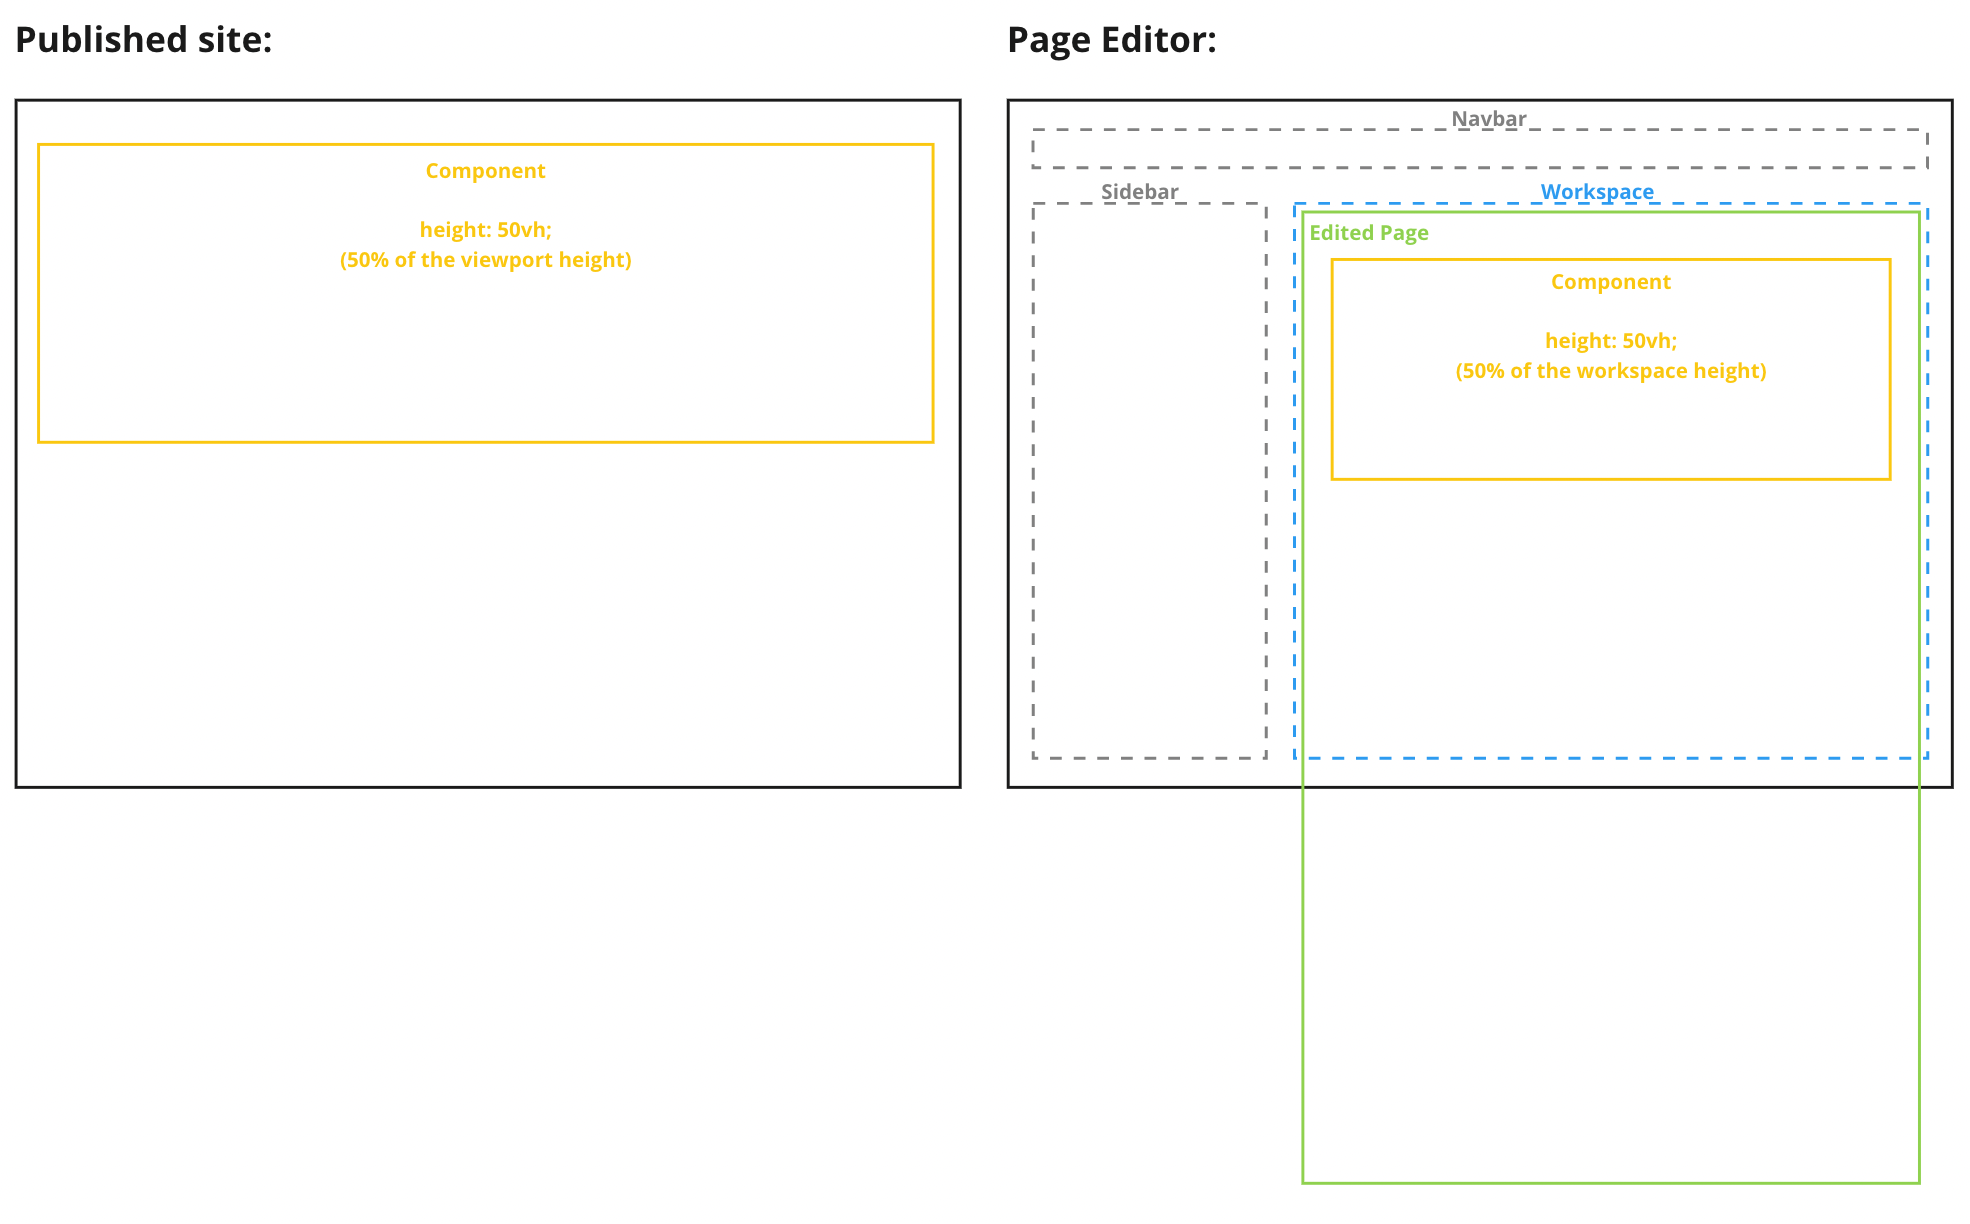 Published site:
Component
height: 50vh;
(50% of the viewport height)
Page Editor:
Navbar
Sidebar
Workspace
Edited Page
Component
height: 50vh;
(50% of the workspace height)